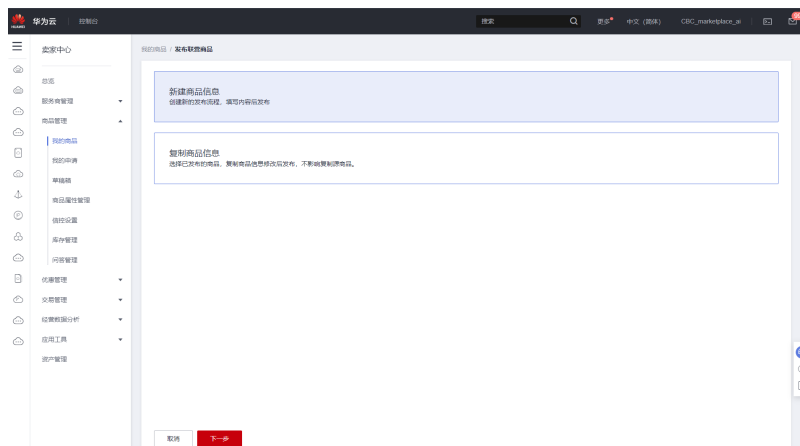 HUAWEI
华为云
控制台
搜索
更多
中文 (简体)
CBC_marketplace_ai
卖家中心
总览
服务商管理
商品管理
我的商品
我的申请
草稿箱
商品属性管理
信控设置
库存管理
问答管理
优惠管理
交易管理
经营数据分析
应用工具
资产管理
我的商品 / 发布联营商品
新建商品信息
创建新的发布流程，填写内容后发布
复制商品信息
选择已发布的商品，复制商品信息修改后发布，不影响复制源商品。
取消
下一步